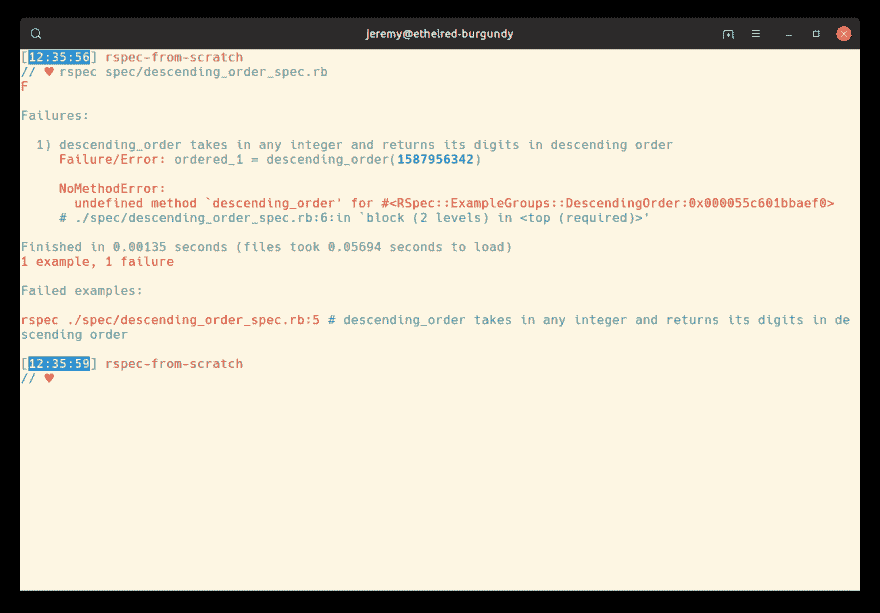 jeremy@ethelred-burgundy
[12:35:56] rspec-from-scratch
// ♥ rspec spec/descending_order_spec.rb
F
Failures:
1) descending_order takes in any integer and returns its digits in descending order
Failure/Error: ordered_1 = descending_order(1587956342)
NoMethodError:
undefined method `descending_order' for #<RSpec::ExampleGroups::DescendingOrder:0x000055c601bbaef0>
# ./spec/descending_order_spec.rb:6:in `block (2 levels) in <top (required)>'
Finished in 0.00135 seconds (files took 0.05694 seconds to load)
1 example, 1 failure
Failed examples:
rspec ./spec/descending_order_spec.rb:5 # descending_order takes in any integer and returns its digits in de
scending order
[12:35:59] rspec-from-scratch
// ♥